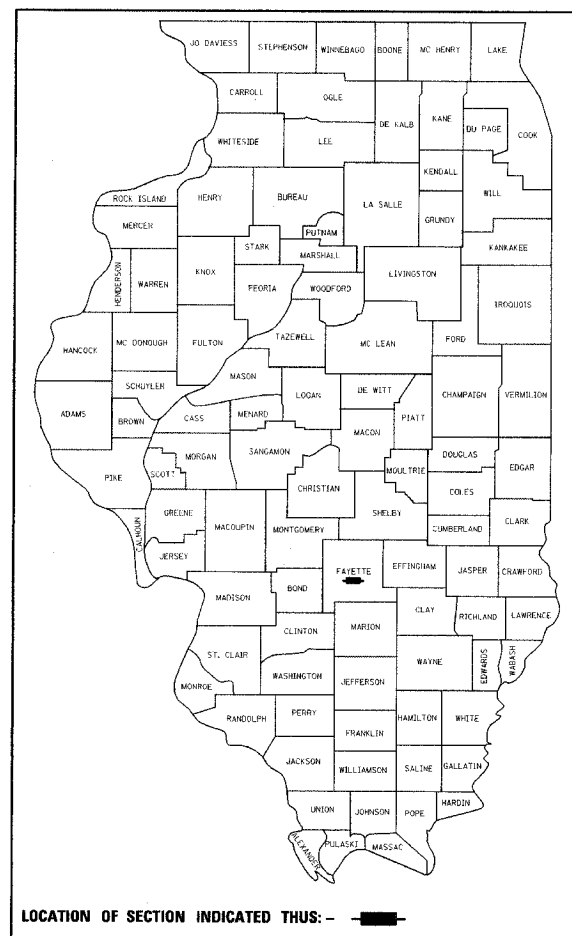 JO DAVIESS STEPHENSON WINNEBAGO BOONE MC HENRY LAKE
CARROLL OGLE DE KALB KANE DU PAGE COOK
WHITESIDE LEE KENDALL WILL
ROCK ISLAND HENRY BUREAU LA SALLE GRUNDY
MERCER PUTNAM KANKAKEE
STARK MARSHALL LIVINGSTON
HENDERSON WARREN KNOX PEORIA WOODFORD IROQUOIS
HANCOCK MC DONOUGH FULTON TAZEWELL MC LEAN FORD
SCHUYLER MASON LOGAN DE WITT CHAMPAIGN VERMILION
ADAMS BROWN CASS MENARD MACON PIATT
PIKE SCOTT MORGAN SANGAMON CHRISTIAN MOULTRIE DOUGLAS EDGAR
COLES
CALHOUN GREENE MACOUPIN MONTGOMERY SHELBY CUMBERLAND CLARK
JERSEY FAYETTE EFFINGHAM JASPER CRAWFORD
MADISON BOND CLAY RICHLAND LAWRENCE
CLINTON MARION
ST. CLAIR WAYNE EDWARDS WABASH
MONROE WASHINGTON JEFFERSON
RANDOLPH PERRY HAMILTON WHITE
FRANKLIN
JACKSON WILLIAMSON SALINE GALLATIN
UNION JOHNSON POPE HARDIN
ALEXANDER PULASKI MASSAC
LOCATION OF SECTION INDICATED THUS: -